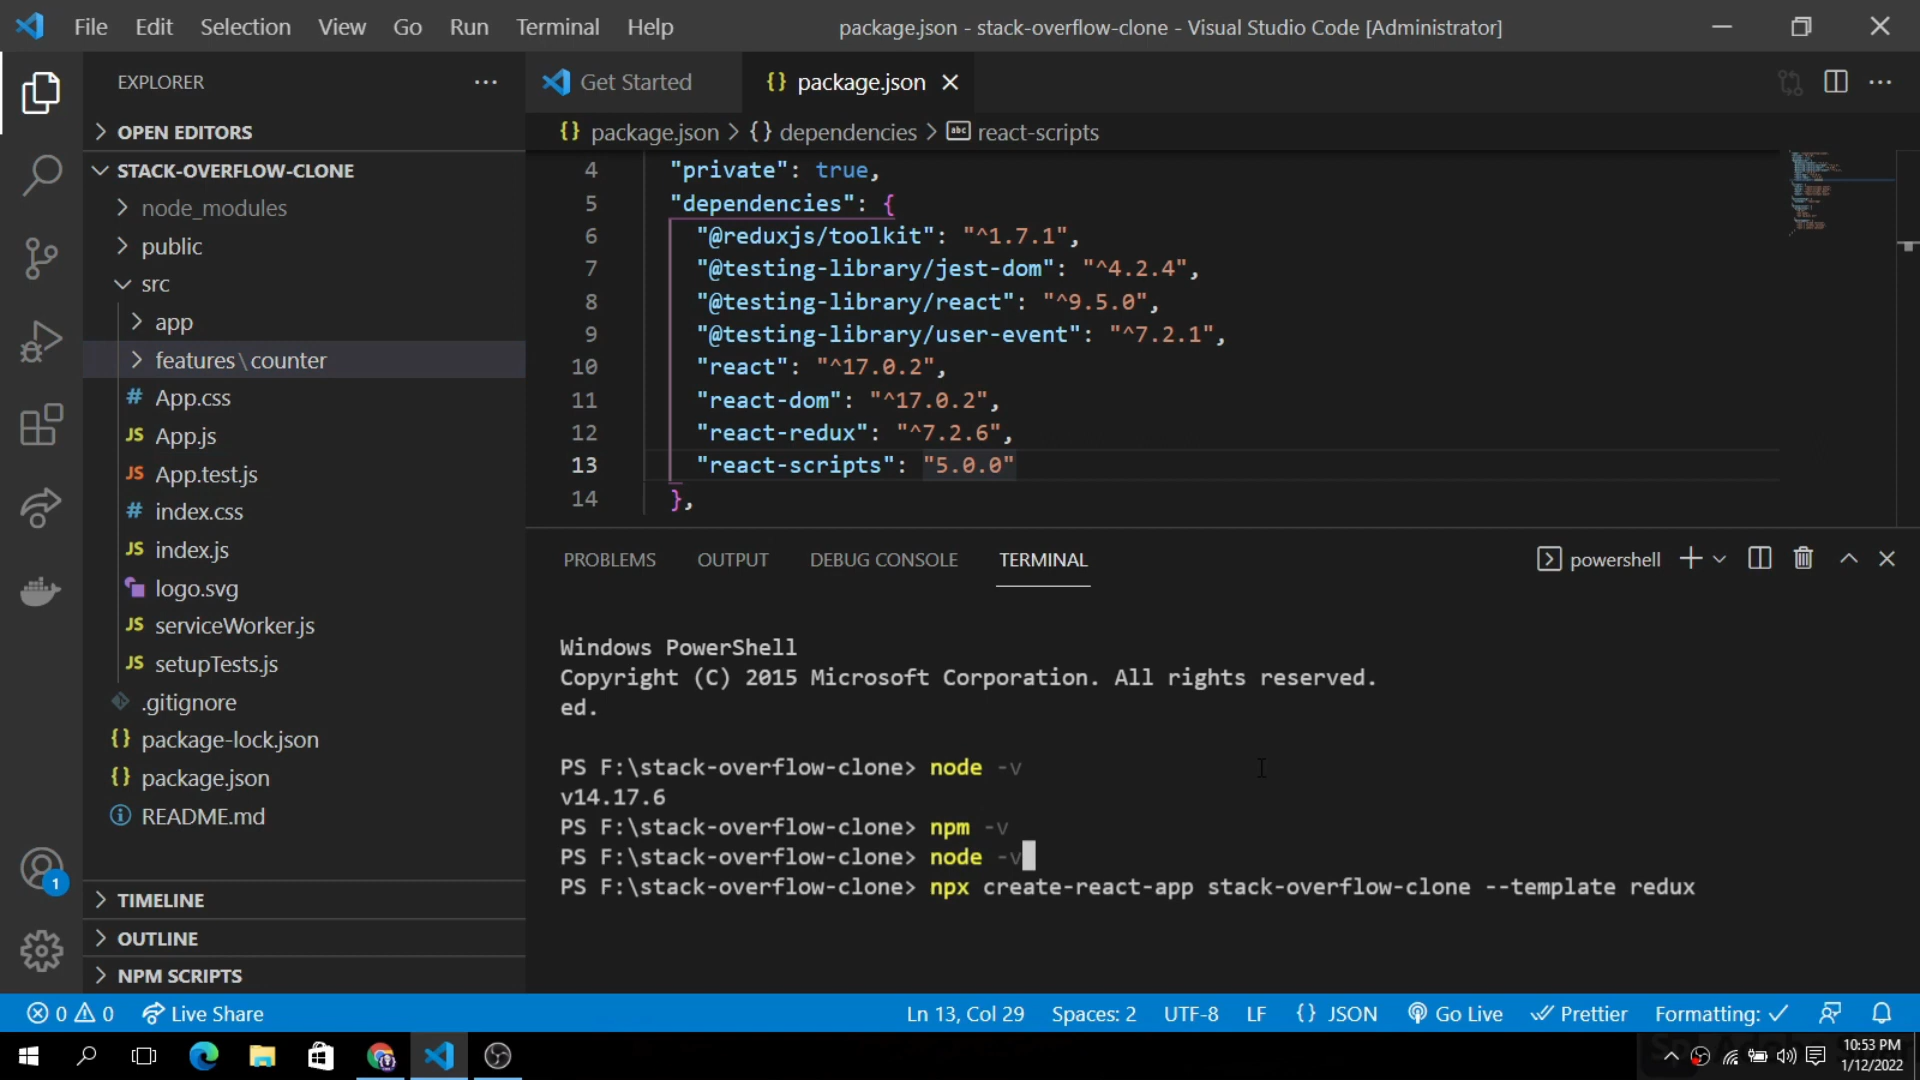 File Edit Selection View Go Run Terminal Help
package.json - stack-overflow-clone - Visual Studio Code [Administrator]
EXPLORER
OPEN EDITORS
STACK-OVERFLOW-CLONE
node_modules
public
src
app
features\counter
# App.css
JS App.js
JS App.test.js
# index.css
JS index.js
logo.svg
JS serviceWorker.js
JS setupTests.js
.gitignore
{} package-lock.json
{} package.json
README.md
TIMELINE
OUTLINE
NPM SCRIPTS
1
Get Started
{} package.json
{} package.json > {} dependencies > abc react-scripts
4 "private": true,
5 "dependencies": {
6 "@reduxjs/toolkit": "^1.7.1",
7 "@testing-library/jest-dom": "^4.2.4",
8 "@testing-library/react": "^9.5.0",
9 "@testing-library/user-event": "^7.2.1",
10 "react": "^17.0.2",
11 "react-dom": "^17.0.2",
12 "react-redux": "^7.2.6",
13 "react-scripts": "5.0.0"
14 },
PROBLEMS OUTPUT DEBUG CONSOLE TERMINAL
powershell
Windows PowerShell
Copyright (C) 2015 Microsoft Corporation. All rights reserved.
ed.
PS F:\stack-overflow-clone> node -v
v14.17.6
PS F:\stack-overflow-clone> npm -v
PS F:\stack-overflow-clone> node -v
PS F:\stack-overflow-clone> npx create-react-app stack-overflow-clone --template redux
0 0 Live Share
Ln 13, Col 29 Spaces: 2 UTF-8 LF {} JSON Go Live Prettier Formatting: ✓
10:53 PM
1/12/2022